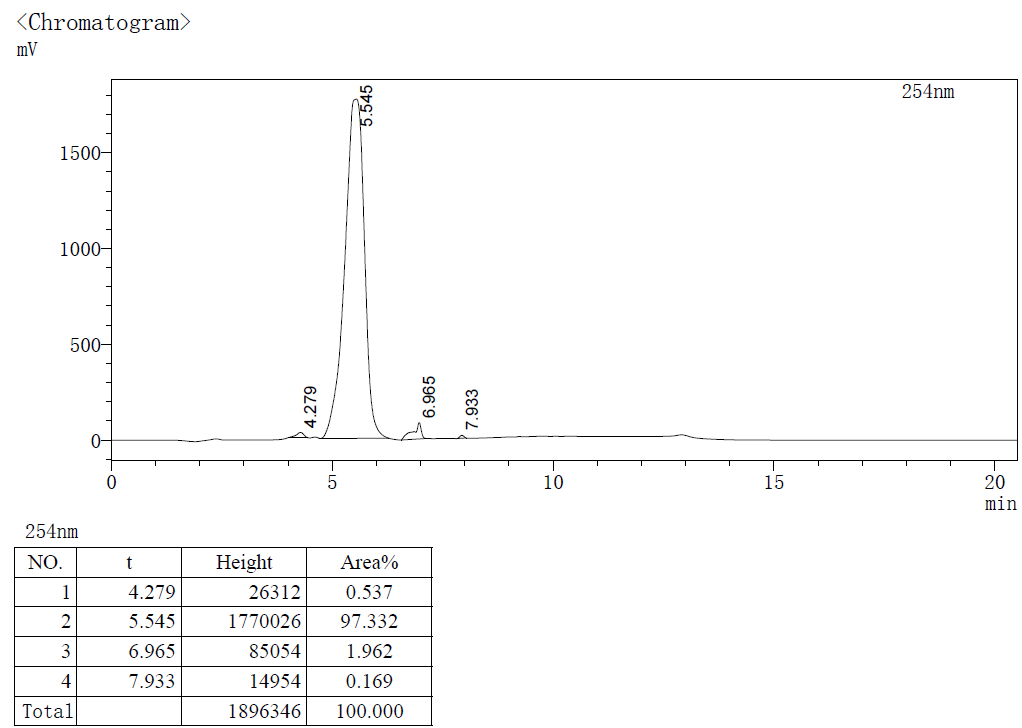 <Chromatogram>
mV
254nm
5.545
1500
1000
500
4.279
6.965
7.933
0
0 5 10 15 20
min
254nm
NO. t Height Area%
1 4.279 26312 0.537
2 5.545 1770026 97.332
3 6.965 85054 1.962
4 7.933 14954 0.169
Total 1896346 100.000